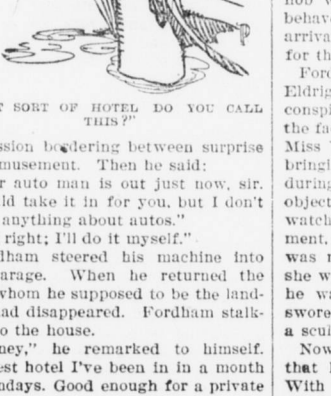 SORT OF HOTEL DO YOU CALL
THIS?"
ssion bordering between surprise
musement. Then he said:
r auto man is out just now, sir.
ld take it in for you, but I don't
anything about autos."
right; I'll do it myself."
dham steered his machine into
arage. When he returned the
whom he supposed to be the land-
ad disappeared. Fordham stalk-
o the house.
ney," he remarked to himself.
est hotel I've been in in a month
ndays. Good enough for a private
behav
arriva
for th
Ford
Eldrig
conspi
the fa
Miss
bringi
during
object
watch
ment.
was n
she w
he wa
swore
a scul
Now
that
With